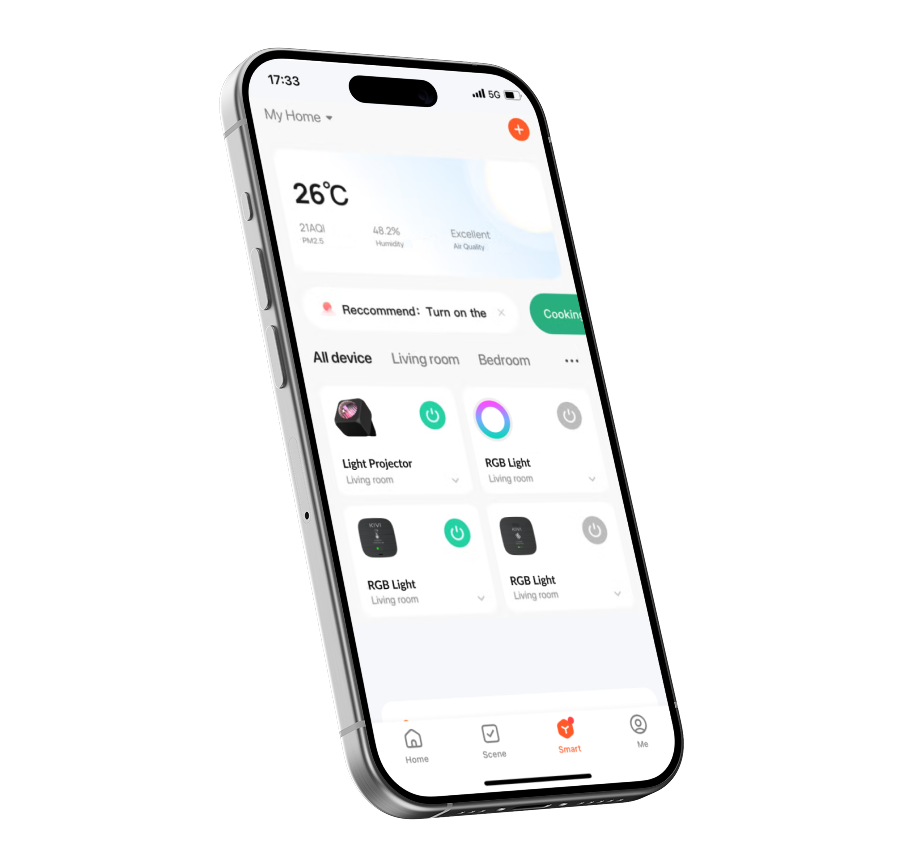 17:33
5G
My Home
26℃
21AQI
PM2.5
48.2%
Humidity
Excellent
Air Quality
Reccommend: Turn on the
Cooking
All device
Living room
Bedroom
Light Projector
Living room
RGB Light
Living room
RGB Light
Living room
RGB Light
Living room
Home
Scene
Smart
Me